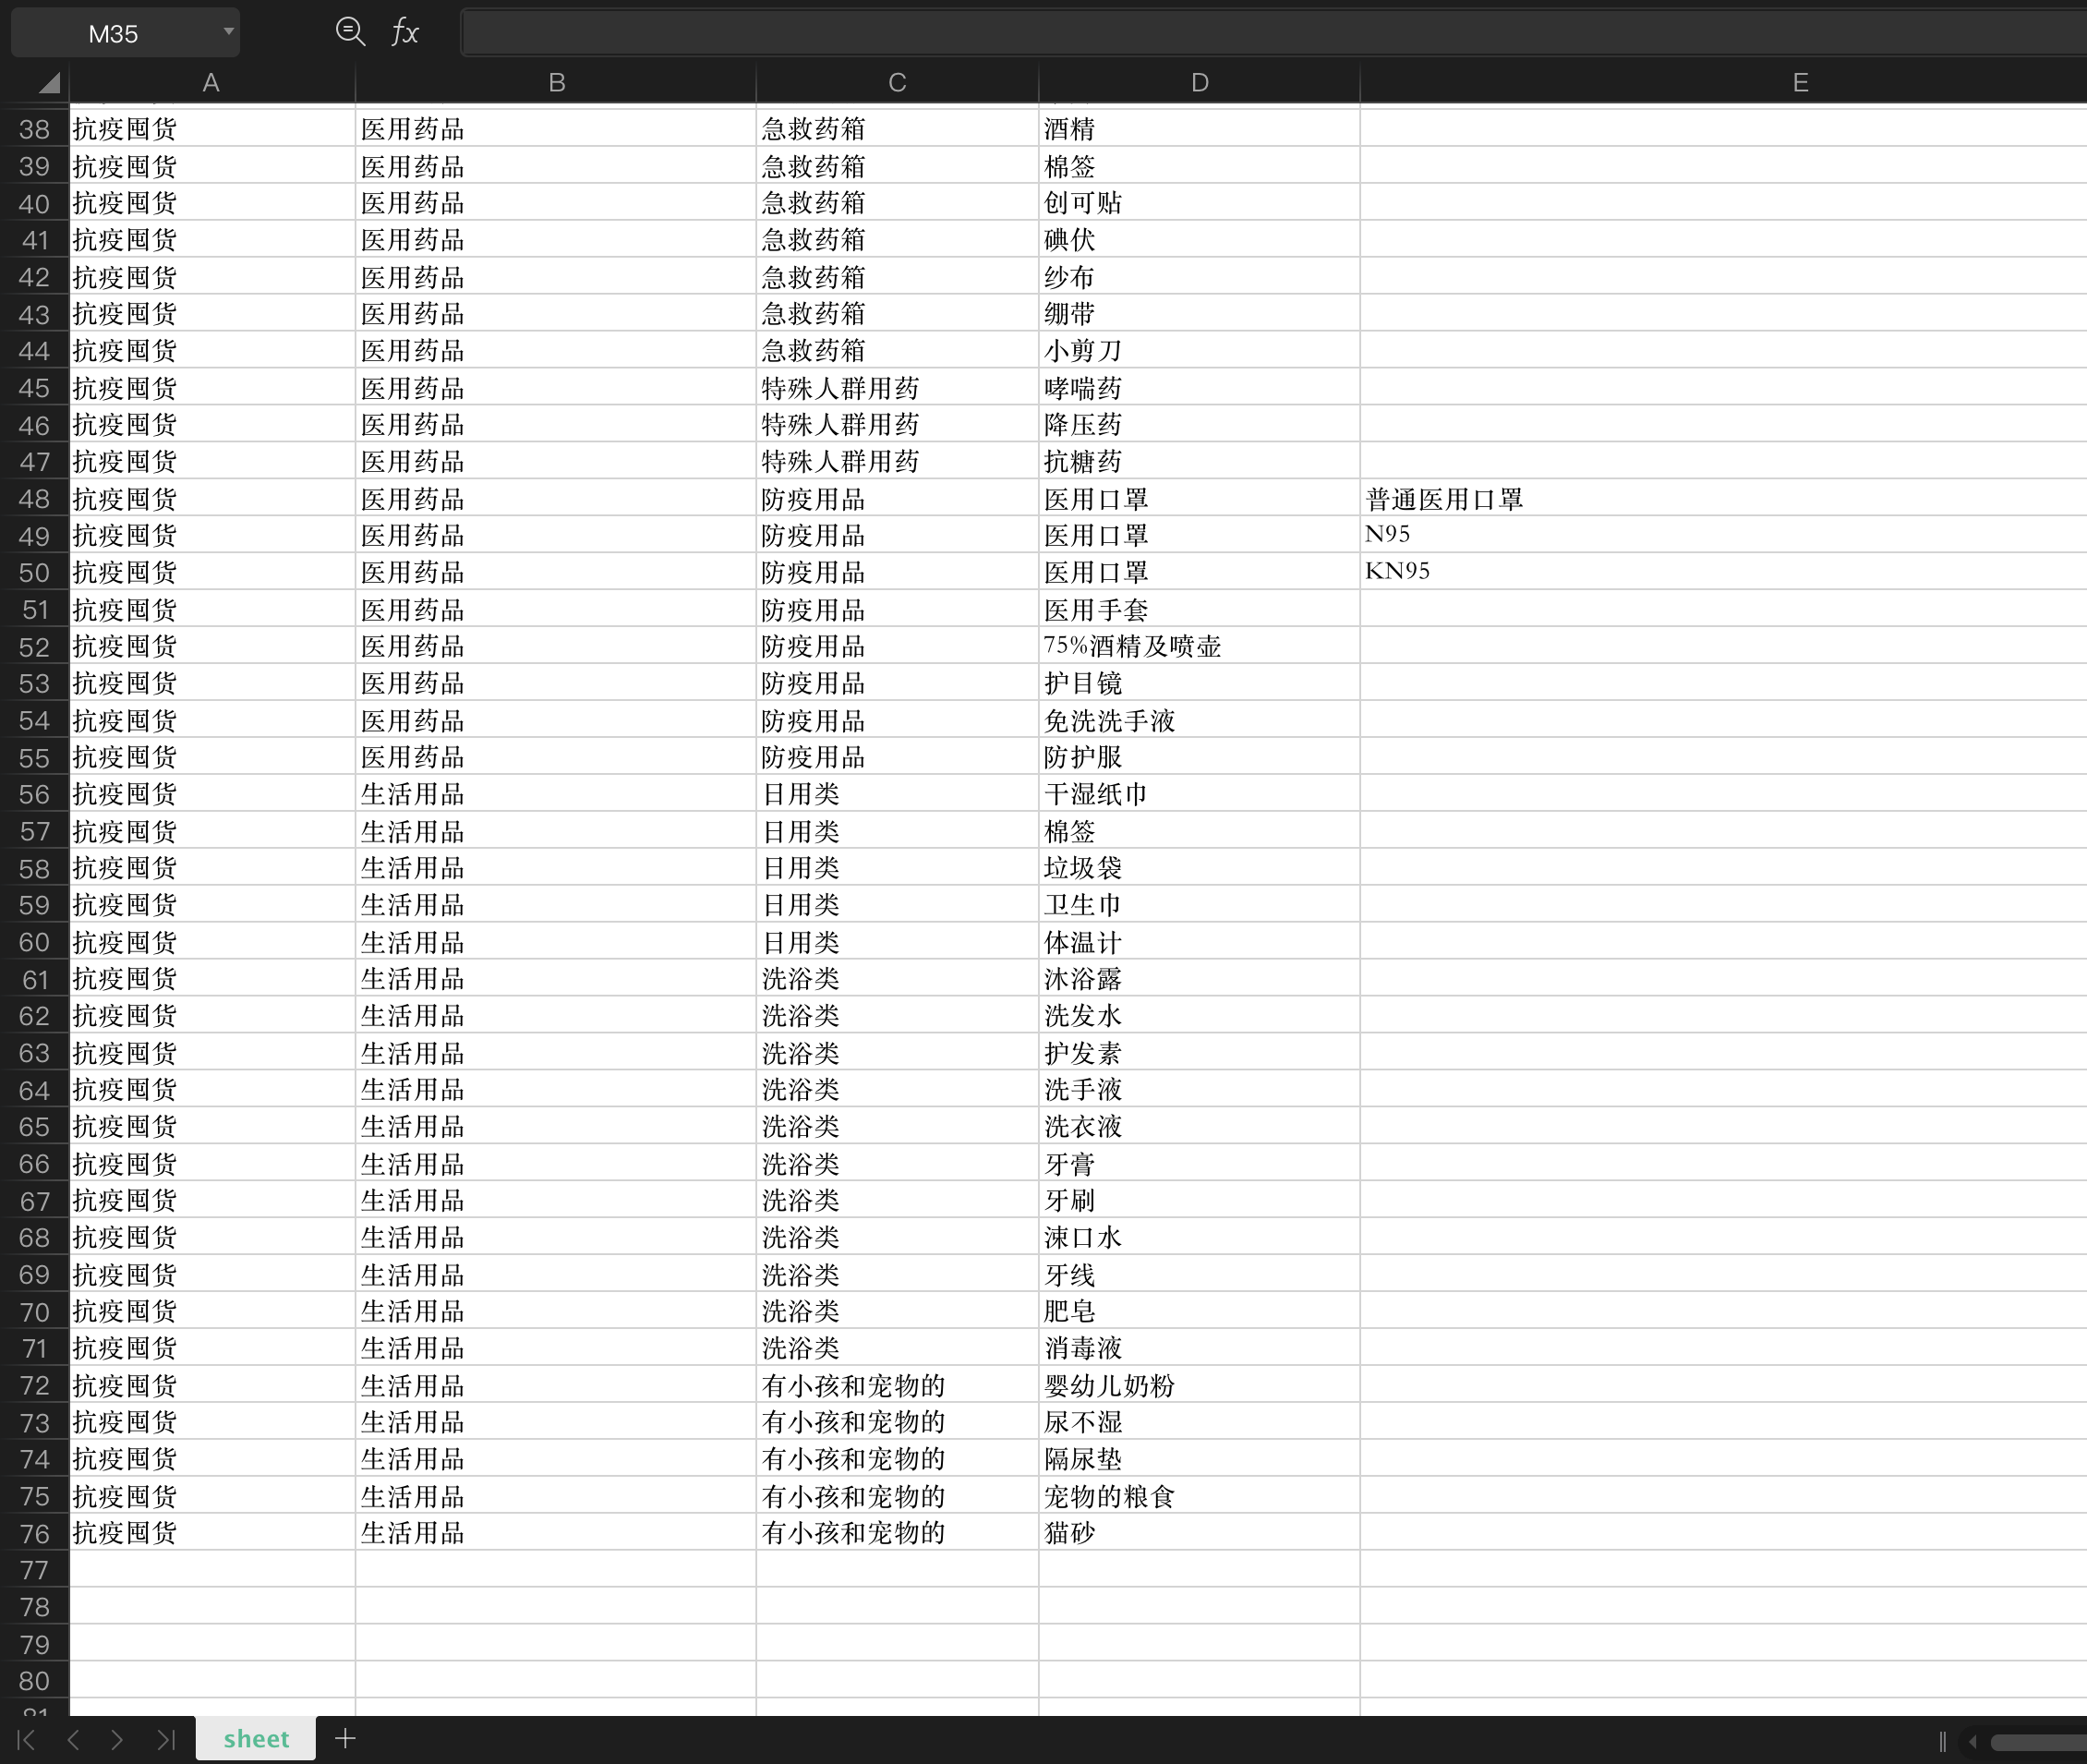 M35 fx
A B C D E
38 抗疫囤货 医用药品 急救药箱 酒精
39 抗疫囤货 医用药品 急救药箱 棉签
40 抗疫囤货 医用药品 急救药箱 创可贴
41 抗疫囤货 医用药品 急救药箱 碘伏
42 抗疫囤货 医用药品 急救药箱 纱布
43 抗疫囤货 医用药品 急救药箱 绷带
44 抗疫囤货 医用药品 急救药箱 小剪刀
45 抗疫囤货 医用药品 特殊人群用药 哮喘药
46 抗疫囤货 医用药品 特殊人群用药 降压药
47 抗疫囤货 医用药品 特殊人群用药 抗糖药
48 抗疫囤货 医用药品 防疫用品 医用口罩 普通医用口罩
49 抗疫囤货 医用药品 防疫用品 医用口罩 N95
50 抗疫囤货 医用药品 防疫用品 医用口罩 KN95
51 抗疫囤货 医用药品 防疫用品 医用手套
52 抗疫囤货 医用药品 防疫用品 75%酒精及喷壶
53 抗疫囤货 医用药品 防疫用品 护目镜
54 抗疫囤货 医用药品 防疫用品 免洗洗手液
55 抗疫囤货 医用药品 防疫用品 防护服
56 抗疫囤货 生活用品 日用类 干湿纸巾
57 抗疫囤货 生活用品 日用类 棉签
58 抗疫囤货 生活用品 日用类 垃圾袋
59 抗疫囤货 生活用品 日用类 卫生巾
60 抗疫囤货 生活用品 日用类 体温计
61 抗疫囤货 生活用品 洗浴类 沐浴露
62 抗疫囤货 生活用品 洗浴类 洗发水
63 抗疫囤货 生活用品 洗浴类 护发素
64 抗疫囤货 生活用品 洗浴类 洗手液
65 抗疫囤货 生活用品 洗浴类 洗衣液
66 抗疫囤货 生活用品 洗浴类 牙膏
67 抗疫囤货 生活用品 洗浴类 牙刷
68 抗疫囤货 生活用品 洗浴类 涑口水
69 抗疫囤货 生活用品 洗浴类 牙线
70 抗疫囤货 生活用品 洗浴类 肥皂
71 抗疫囤货 生活用品 洗浴类 消毒液
72 抗疫囤货 生活用品 有小孩和宠物的 婴幼儿奶粉
73 抗疫囤货 生活用品 有小孩和宠物的 尿不湿
74 抗疫囤货 生活用品 有小孩和宠物的 隔尿垫
75 抗疫囤货 生活用品 有小孩和宠物的 宠物的粮食
76 抗疫囤货 生活用品 有小孩和宠物的 猫砂
77
78
79
80
81
sheet